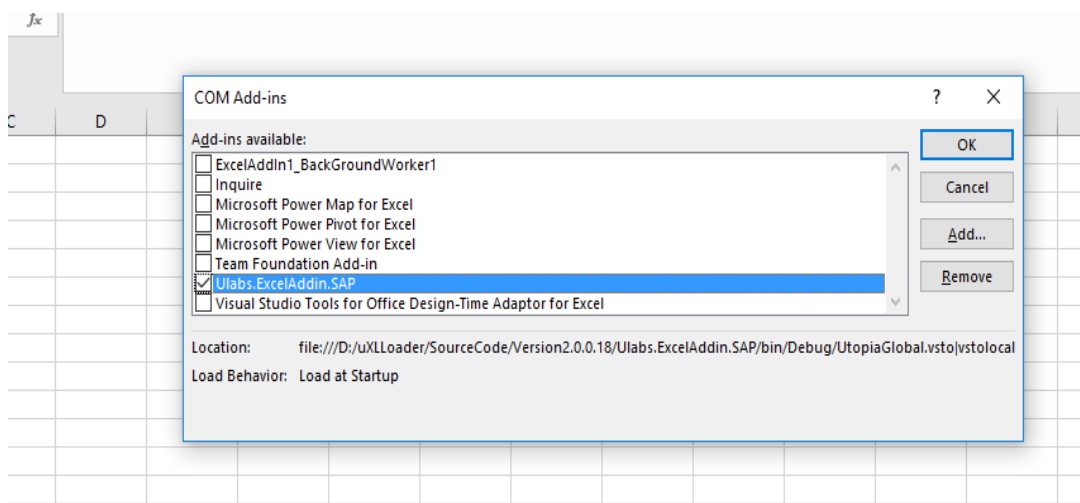 fx
C D
COM Add-ins ? X
Add-ins available:
ExcelAddIn1_BackGroundWorker1
Inquire
Microsoft Power Map for Excel
Microsoft Power Pivot for Excel
Microsoft Power View for Excel
Team Foundation Add-in
Ulabs.ExcelAddin.SAP
Visual Studio Tools for Office Design-Time Adaptor for Excel
OK
Cancel
Add...
Remove
Location: file:///D:/uXLLoader/SourceCode/Version2.0.0.18/Ulabs.ExcelAddin.SAP/bin/Debug/UtopiaGlobal.vsto|vstolocal
Load Behavior: Load at Startup